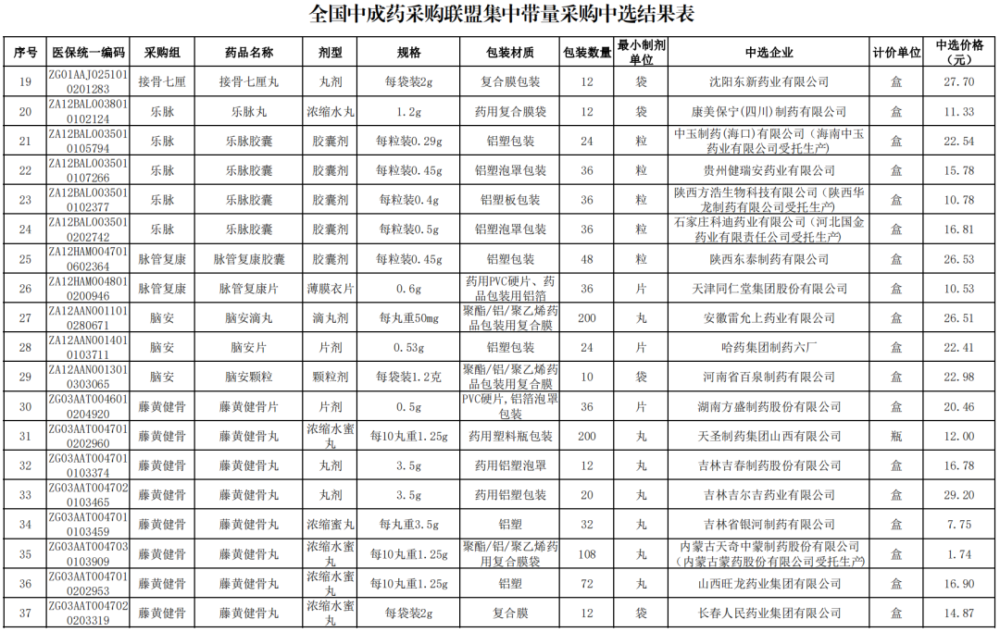 全国中成药采购联盟集中带量采购中选结果表
序号 医保统一编码 采购组 药品名称 剂型 规格 包装材质 包装数量 最小制剂单位 中选企业 计价单位 中选价格（元）
19 ZG01AAJ0251010201283 接骨七厘 接骨七厘丸 丸剂 每袋装2g 复合膜包装 12 袋 沈阳东新药业有限公司 盒 27.70
20 ZA12BAL0038010102124 乐脉 乐脉丸 浓缩水丸 1.2g 药用复合膜袋 12 袋 康美保宁(四川)制药有限公司 盒 11.33
21 ZA12BAL0035010105794 乐脉 乐脉胶囊 胶囊剂 每粒装0.29g 铝塑包装 24 粒 中玉制药(海口)有限公司（海南中玉药业有限公司受托生产） 盒 22.54
22 ZA12BAL0035010107266 乐脉 乐脉胶囊 胶囊剂 每粒装0.45g 铝塑泡罩包装 36 粒 贵州健瑞安药业有限公司 盒 15.78
23 ZA12BAL0035010102377 乐脉 乐脉胶囊 胶囊剂 每粒装0.4g 铝塑板包装 36 粒 陕西方浩生物科技有限公司（陕西华龙制药有限公司受托生产） 盒 10.78
24 ZA12BAL0035010202742 乐脉 乐脉胶囊 胶囊剂 每粒装0.5g 铝塑泡罩包装 36 粒 石家庄科迪药业有限公司（河北国金药业有限责任公司受托生产） 盒 16.81
25 ZA12HAM0047010602364 脉管复康 脉管复康胶囊 胶囊剂 每粒装0.45g 铝塑包装 48 粒 陕西东泰制药有限公司 盒 26.53
26 ZA12HAM0048010200946 脉管复康 脉管复康片 薄膜衣片 0.6g 药用PVC硬片、药品包装用铝箔 36 片 天津同仁堂集团股份有限公司 盒 10.53
27 ZA12AAN0011010280671 脑安 脑安滴丸 滴丸剂 每丸重50mg 聚酯/铝/聚乙烯药品包装用复合膜 200 丸 安徽雷允上药业有限公司 盒 26.51
28 ZA12AAN0014010103711 脑安 脑安片 片剂 0.53g 铝塑包装 24 片 哈药集团制药六厂 盒 22.41
29 ZA12AAN0013010303065 脑安 脑安颗粒 颗粒剂 每袋装1.2克 聚酯/铝/聚乙烯药品包装用复合膜 10 袋 河南省百泉制药有限公司 盒 22.98
30 ZG03AAT0046010204920 藤黄健骨 藤黄健骨片 片剂 0.5g PVC硬片,铝箔泡罩包装 36 片 湖南方盛制药股份有限公司 盒 20.46
31 ZG03AAT0047010202960 藤黄健骨 藤黄健骨丸 浓缩水蜜丸 每10丸重1.25g 药用塑料瓶包装 200 丸 天圣制药集团山西有限公司 瓶 12.00
32 ZG03AAT0047010103374 藤黄健骨 藤黄健骨丸 丸剂 3.5g 药用铝塑泡罩 12 丸 吉林吉春制药股份有限公司 盒 16.78
33 ZG03AAT0047020103465 藤黄健骨 藤黄健骨丸 丸剂 3.5g 药用铝塑包装 20 丸 吉林吉尔吉药业有限公司 盒 29.20
34 ZG03AAT0047010103459 藤黄健骨 藤黄健骨丸 浓缩蜜丸 每丸重3.5g 铝塑 32 丸 吉林省银河制药有限公司 盒 7.75
35 ZG03AAT0047030103909 藤黄健骨 藤黄健骨丸 浓缩水蜜丸 每10丸重1.25g 聚酯/铝/聚乙烯药用复合膜袋 108 丸 内蒙古天奇中蒙制药股份有限公司（内蒙古蒙药股份有限公司受托生产） 盒 1.74
36 ZG03AAT0047010202953 藤黄健骨 藤黄健骨丸 浓缩水蜜丸 每10丸重1.25g 铝塑 72 丸 山西旺龙药业集团有限公司 盒 16.90
37 ZG03AAT0047020203319 藤黄健骨 藤黄健骨丸 浓缩水蜜丸 每袋装2g 复合膜 12 袋 长春人民药业集团有限公司 盒 14.87